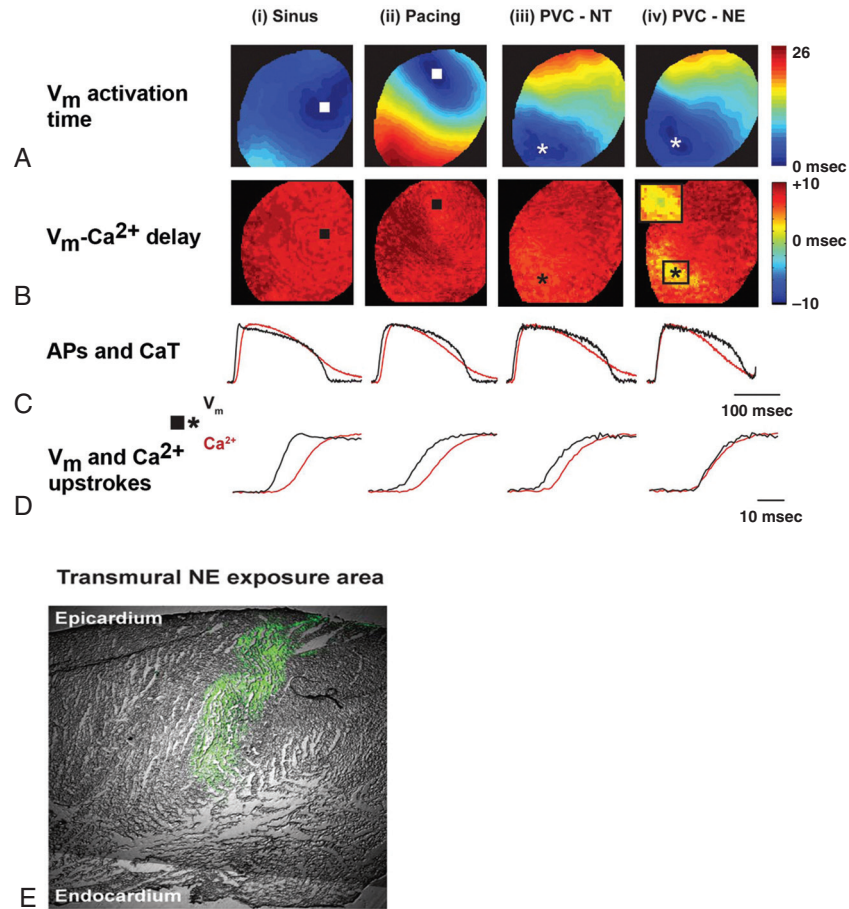 (i) Sinus (ii) Pacing (iii) PVC - NT (iv) PVC - NE
Vm activation time
26
0 msec
A
Vm-Ca2+ delay
+10
0 msec
–10
B
APs and CaT
100 msec
C
■* Vm
Ca2+
Vm and Ca2+ upstrokes
10 msec
D
Transmural NE exposure area
Epicardium
Endocardium
E